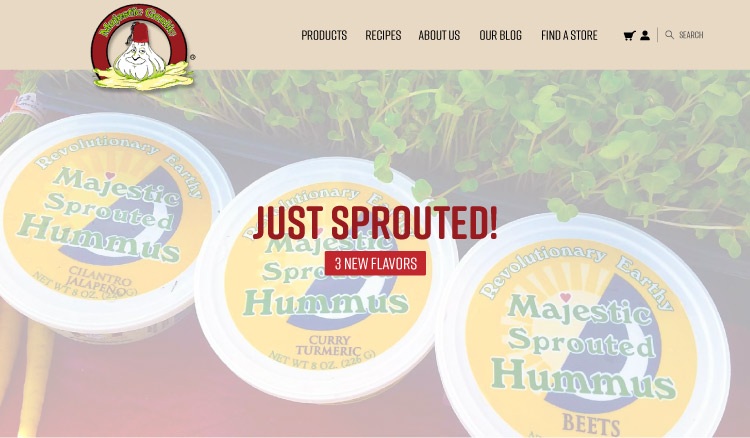 Majestic Garlic
®
PRODUCTS RECIPES ABOUT US OUR BLOG FIND A STORE SEARCH
JUST SPROUTED!
3 NEW FLAVORS
Revolutionary Earthy
Majestic
Sprouted
Hummus
CILANTRO
JALAPENO
NET WT 8 OZ. (226 G)
Revolutionary Earthy
Majestic
Sprouted
Hummus
CURRY
TURMERIC
NET WT 8 OZ. (226 G)
Revolutionary Earthy
Majestic
Sprouted
Hummus
BEETS